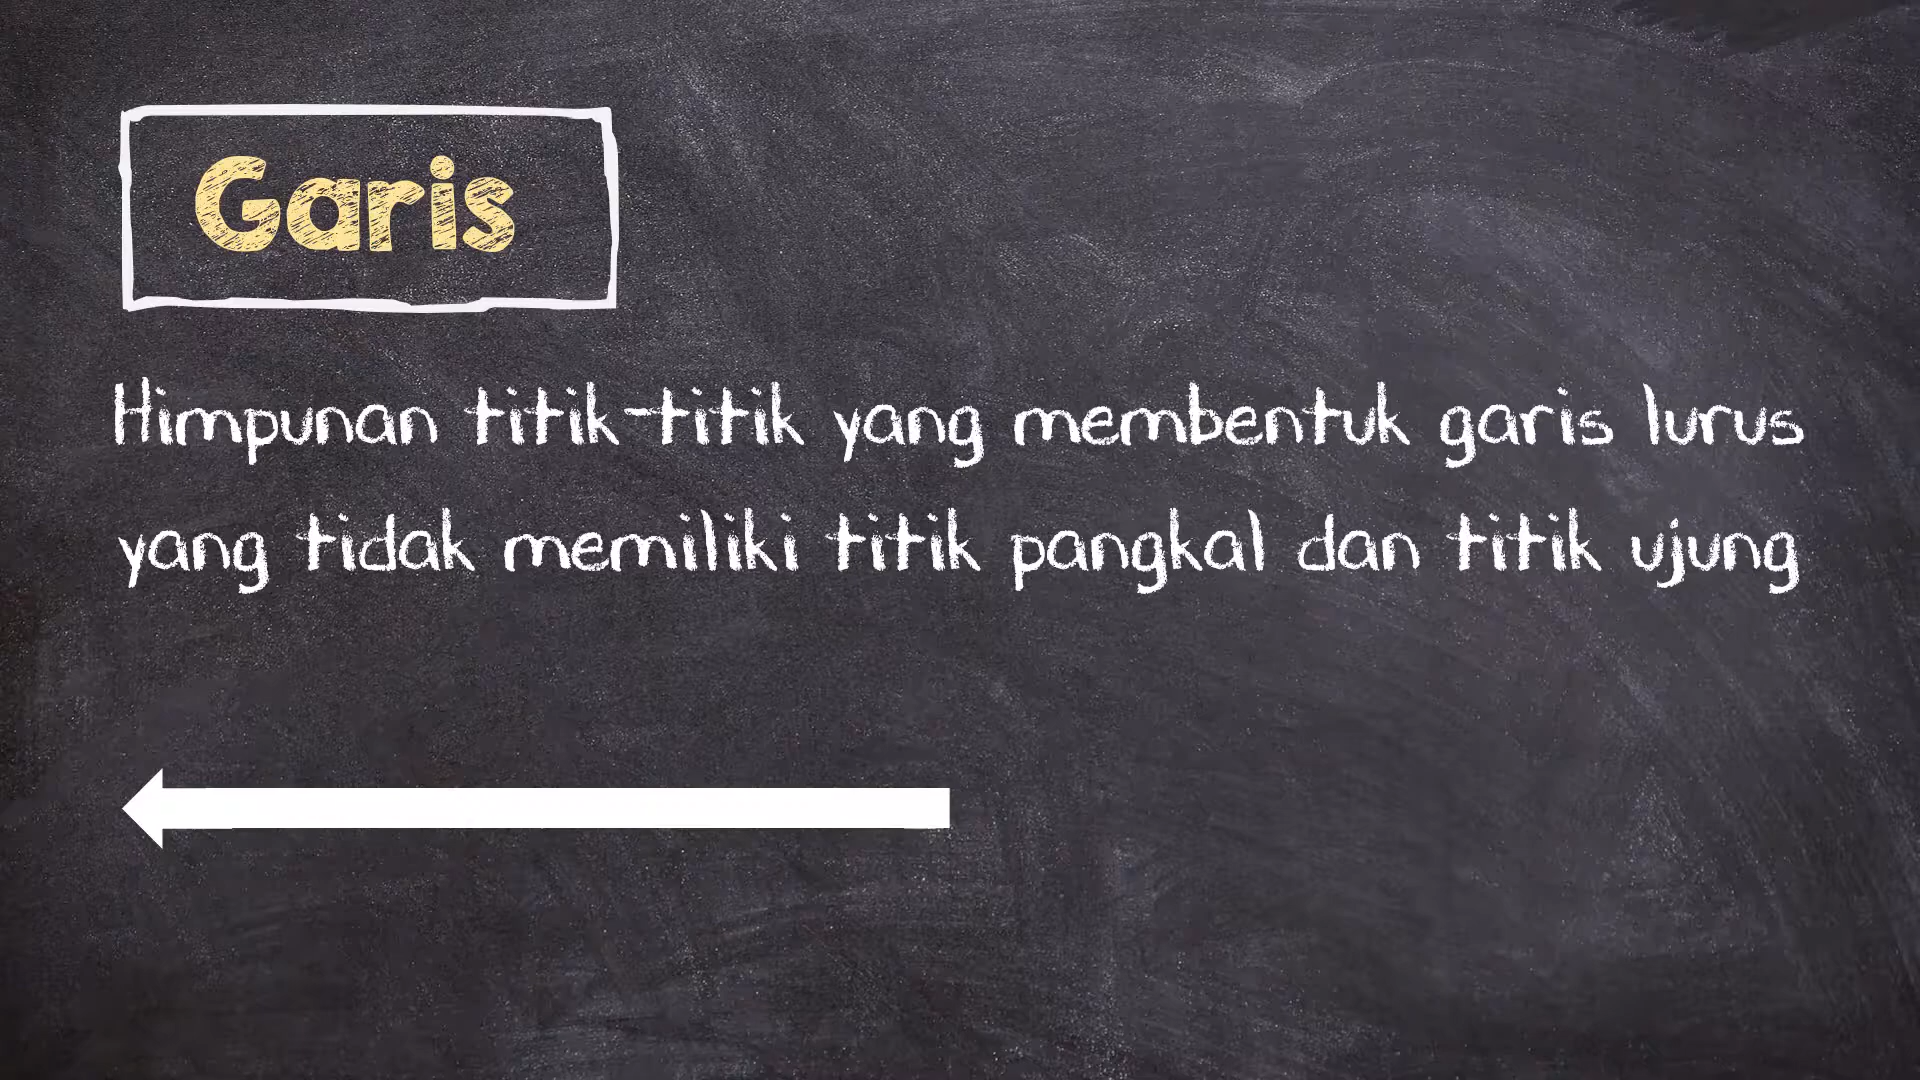 Garis
Himpunan titik-titik yang membentuk garis lurus
yang tidak memiliki titik pangkal dan titik ujung